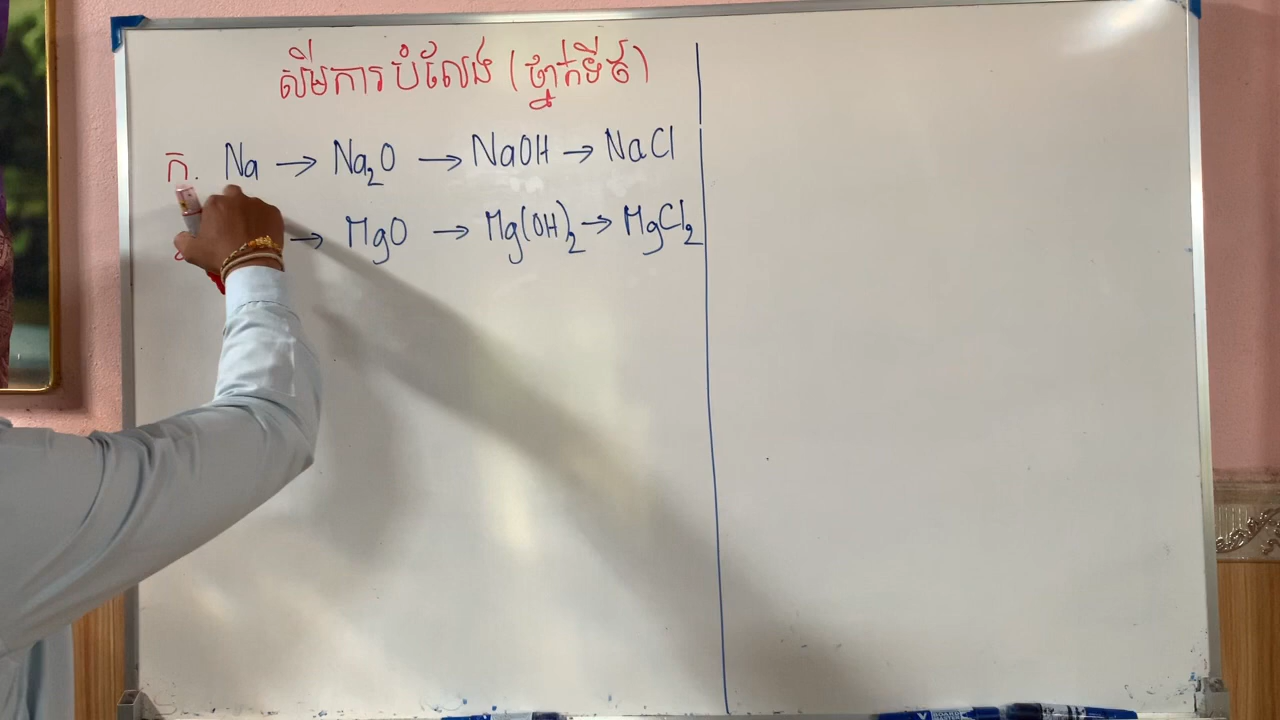 សមីការបំលែង (ថ្នាក់ទី៩)
ក. Na → Na₂O → NaOH → NaCl
→ MgO → Mg(OH)₂ → MgCl₂